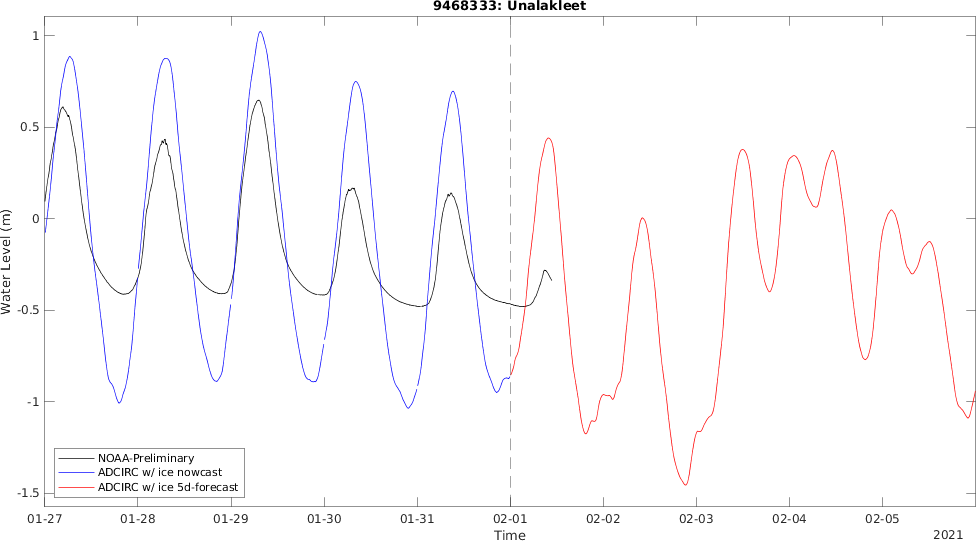 9468333: Unalakleet
Water Level (m)
1
0.5
0
-0.5
-1
-1.5
NOAA-Preliminary
ADCIRC w/ ice nowcast
ADCIRC w/ ice 5d-forecast
01-27 01-28 01-29 01-30 01-31 02-01 02-02 02-03 02-04 02-05
Time
2021